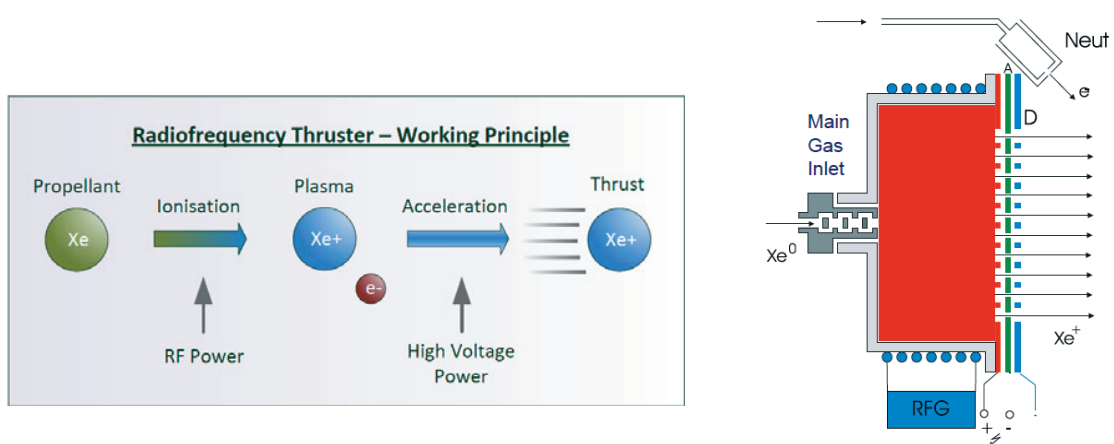 Radiofrequency Thruster – Working Principle
Propellant
Plasma
Thrust
Ionisation
Acceleration
Xe
Xe+
Xe+
e-
RF Power
High Voltage
Power
Neut
A
e-
D
Main
Gas
Inlet
Xe0
Xe+
RFG
+
-
-